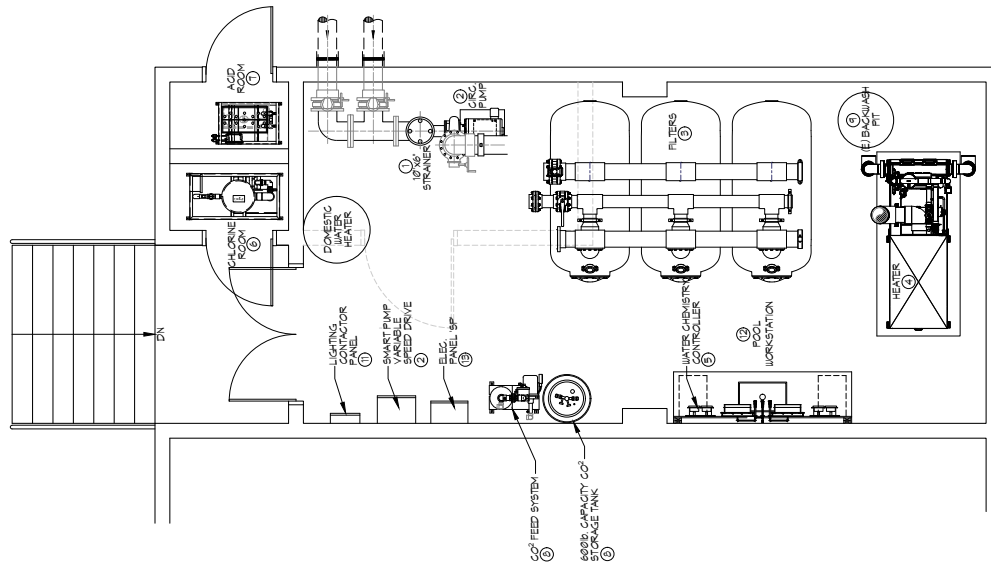 ACID
ROOM
7
CHLORINE
ROOM
6
DN
2
CIRC.
PUMP
1
10"x6"
STRAINER
DOMESTIC
WATER
HEATER
FILTERS
3
9
(E) BACKWASH
PIT
HEATER
4
LIGHTING
CONTACTOR
PANEL
11
SMART PUMP
VARIABLE
SPEED DRIVE
2
ELEC.
PANEL 'SP'
13
WATER CHEMISTRY
CONTROLLER
5
12
POOL
WORKSTATION
CO² FEED SYSTEM
8
600lb. CAPACITY CO²
STORAGE TANK
8